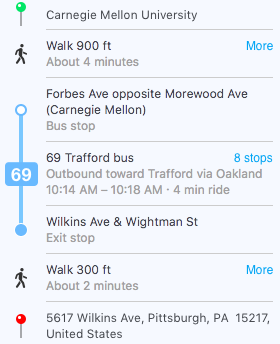 Carnegie Mellon University
Walk 900 ft More
About 4 minutes
Forbes Ave opposite Morewood Ave
(Carnegie Mellon)
Bus stop
69
69 Trafford bus 8 stops
Outbound toward Trafford via Oakland
10:14 AM – 10:18 AM · 4 min ride
Wilkins Ave & Wightman St
Exit stop
Walk 300 ft More
About 2 minutes
5617 Wilkins Ave, Pittsburgh, PA 15217,
United States